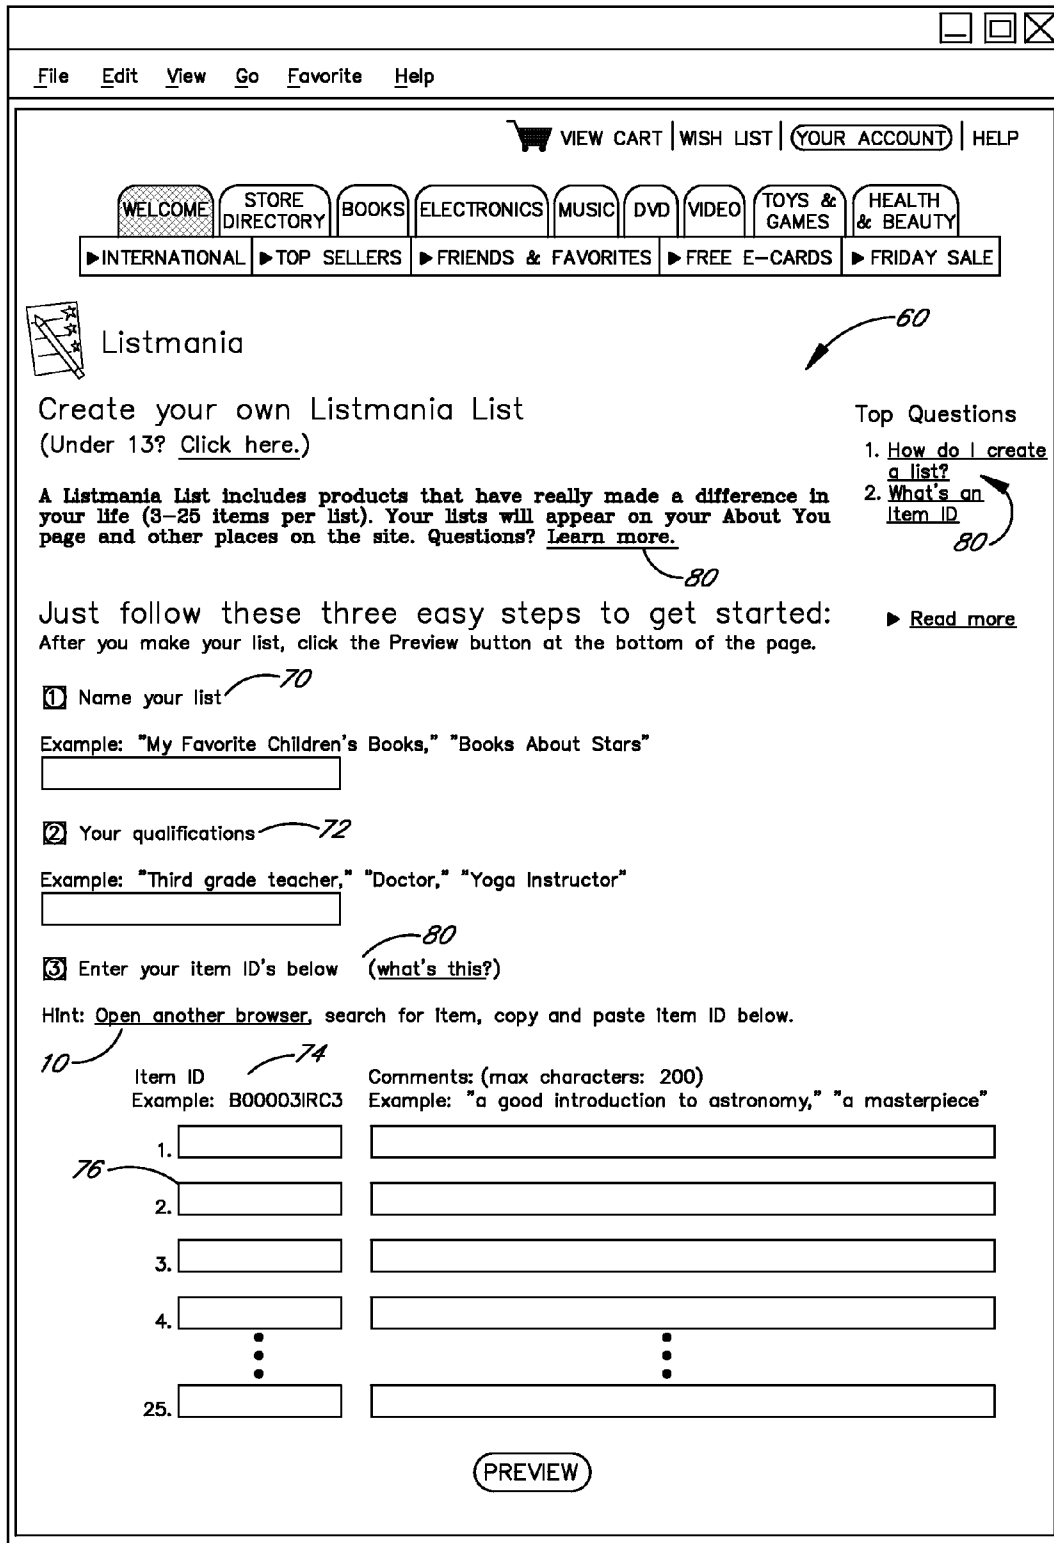 File Edit View Go Favorite Help
VIEW CART | WISH LIST | YOUR ACCOUNT | HELP
WELCOME STORE DIRECTORY BOOKS ELECTRONICS MUSIC DVD VIDEO TOYS & GAMES HEALTH & BEAUTY
▶INTERNATIONAL ▶TOP SELLERS ▶FRIENDS & FAVORITES ▶FREE E-CARDS ▶FRIDAY SALE
60
Listmania
Create your own Listmania List
(Under 13? Click here.)
Top Questions
1. How do I create
a list?
2. What's an
Item ID
80
A Listmania List includes products that have really made a difference in
your life (3-25 items per list). Your lists will appear on your About You
page and other places on the site. Questions? Learn more.
80
Just follow these three easy steps to get started:
▶ Read more
After you make your list, click the Preview button at the bottom of the page.
1 Name your list 70
Example: "My Favorite Children's Books," "Books About Stars"
2 Your qualifications 72
Example: "Third grade teacher," "Doctor," "Yoga Instructor"
80
3 Enter your item ID's below (what's this?)
Hint: Open another browser, search for item, copy and paste item ID below.
10
74
Item ID Comments: (max characters: 200)
Example: B00003IRC3 Example: "a good introduction to astronomy," "a masterpiece"
1.
76
2.
3.
4.
25.
PREVIEW